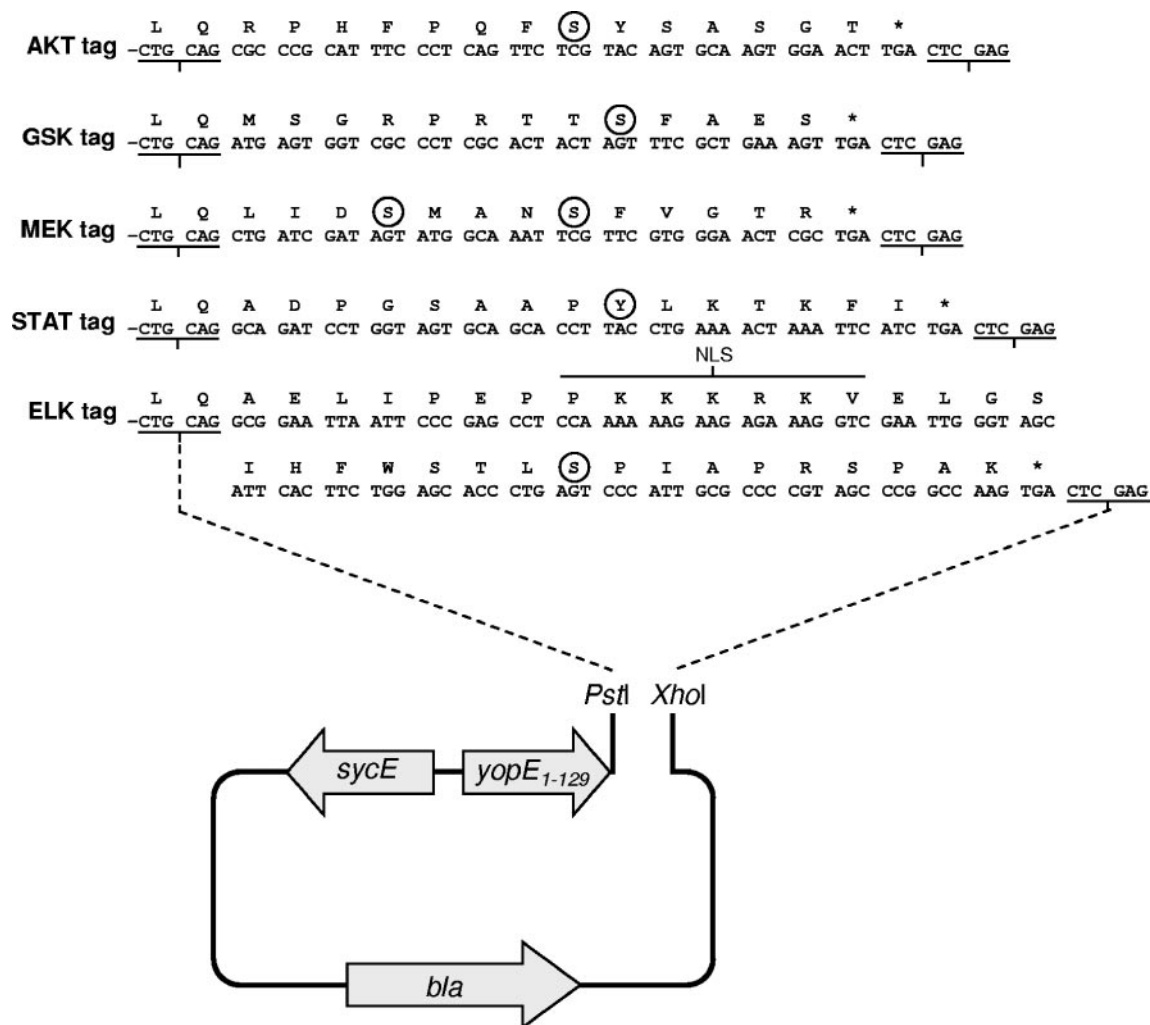 L Q R P H F P Q F S Y S A S G T *
AKT tag -CTG CAG CGC CCG CAT TTC CCT CAG TTC TCG TAC AGT GCA AGT GGA ACT TGA CTC GAG
L Q M S G R P R T T S F A E S *
GSK tag -CTG CAG ATG AGT GGT CGC CCT CGC ACT ACT AGT TTC GCT GAA AGT TGA CTC GAG
L Q L I D S M A N S F V G T R *
MEK tag -CTG CAG CTG ATC GAT AGT ATG GCA AAT TCG TTC GTG GGA ACT CGC TGA CTC GAG
L Q A D P G S A A P Y L K T K F I *
STAT tag -CTG CAG GCA GAT CCT GGT AGT GCA GCA CCT TAC CTG AAA ACT AAA TTC ATC TGA CTC GAG
NLS
L Q A E L I P E P P K K K R K V E L G S
ELK tag -CTG CAG GCG GAA TTA ATT CCC GAG CCT CCA AAA AAG AAG AGA AAG GTC GAA TTG GGT AGC
I H F W S T L S P I A P R S P A K *
ATT CAC TTC TGG AGC ACC CTG AGT CCC ATT GCG CCC CGT AGC CCG GCC AAG TGA CTC GAG
PstI XhoI
sycE yopE1-129
bla